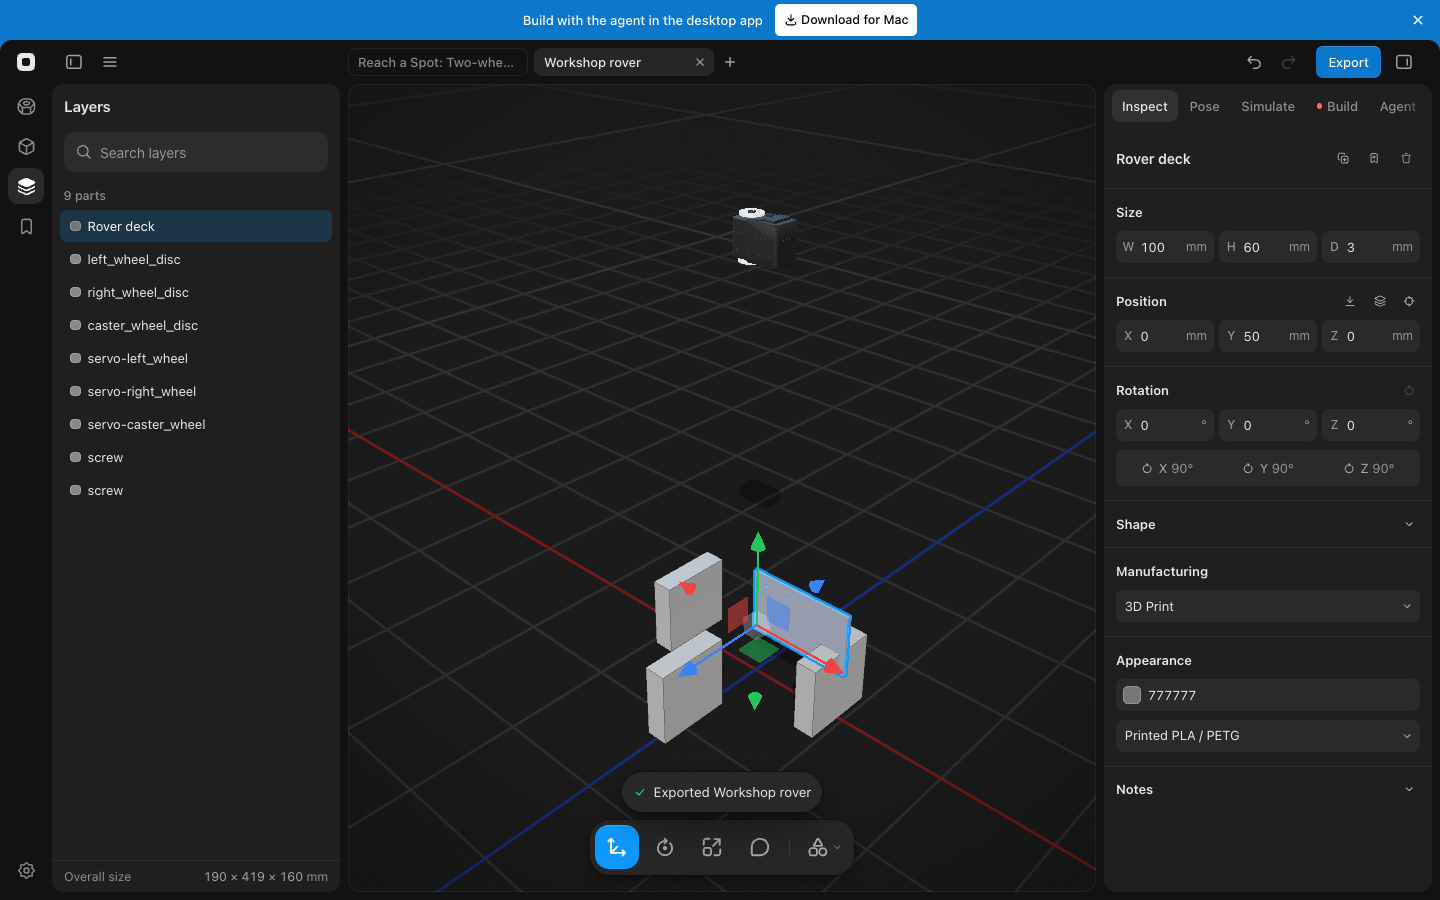 Build with the agent in the desktop app
Download for Mac
Reach a Spot: Two-whe...
Workshop rover
Export
Layers
Search layers
9 parts
Rover deck
left_wheel_disc
right_wheel_disc
caster_wheel_disc
servo-left_wheel
servo-right_wheel
servo-caster_wheel
screw
screw
Overall size
190 × 419 × 160 mm
Exported Workshop rover
Inspect
Pose
Simulate
Build
Agent
Rover deck
Size
W 100 mm
H 60 mm
D 3 mm
Position
X 0 mm
Y 50 mm
Z 0 mm
Rotation
X 0 °
Y 0 °
Z 0 °
X 90°
Y 90°
Z 90°
Shape
Manufacturing
3D Print
Appearance
777777
Printed PLA / PETG
Notes